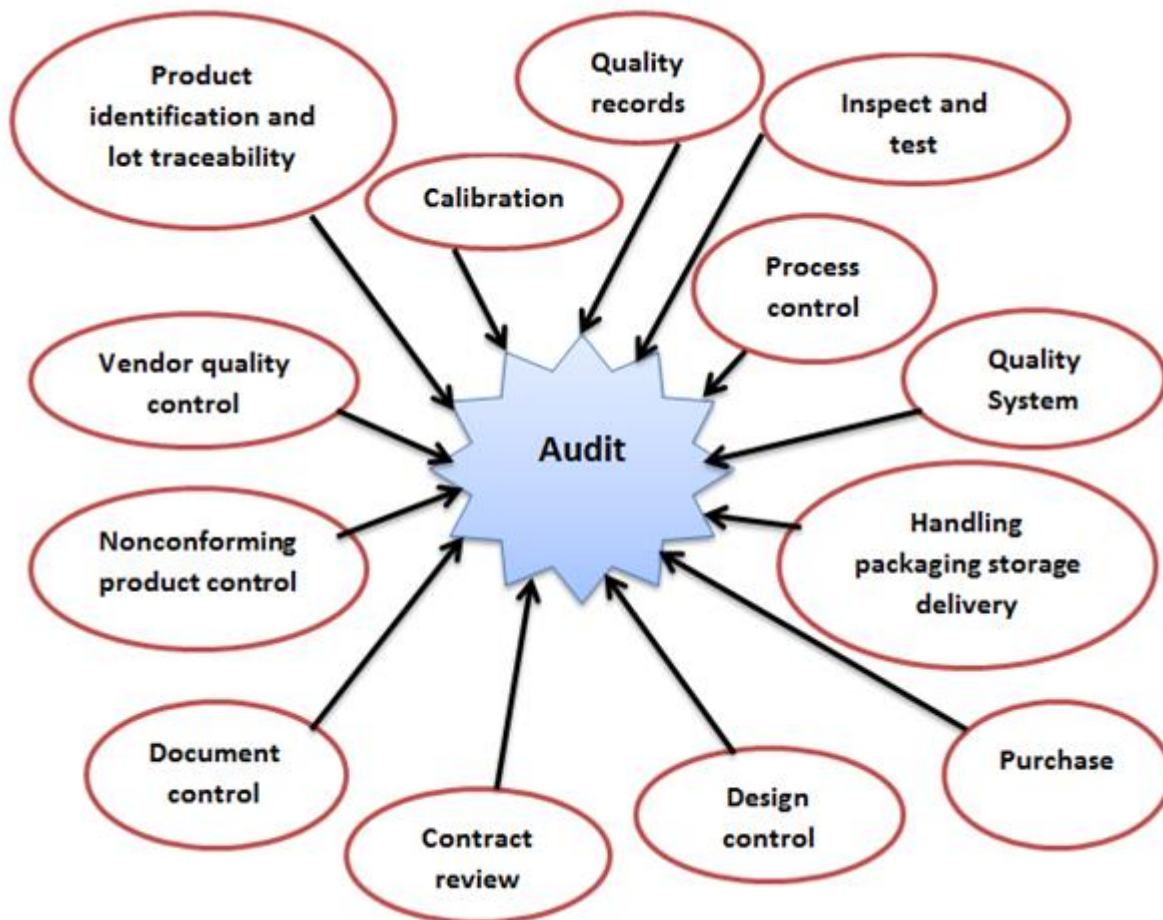 Product
identification and
lot traceability
Quality
records
Inspect and
test
Calibration
Process
control
Vendor quality
control
Quality
System
Audit
Nonconforming
product control
Handling
packaging storage
delivery
Document
control
Contract
review
Design
control
Purchase